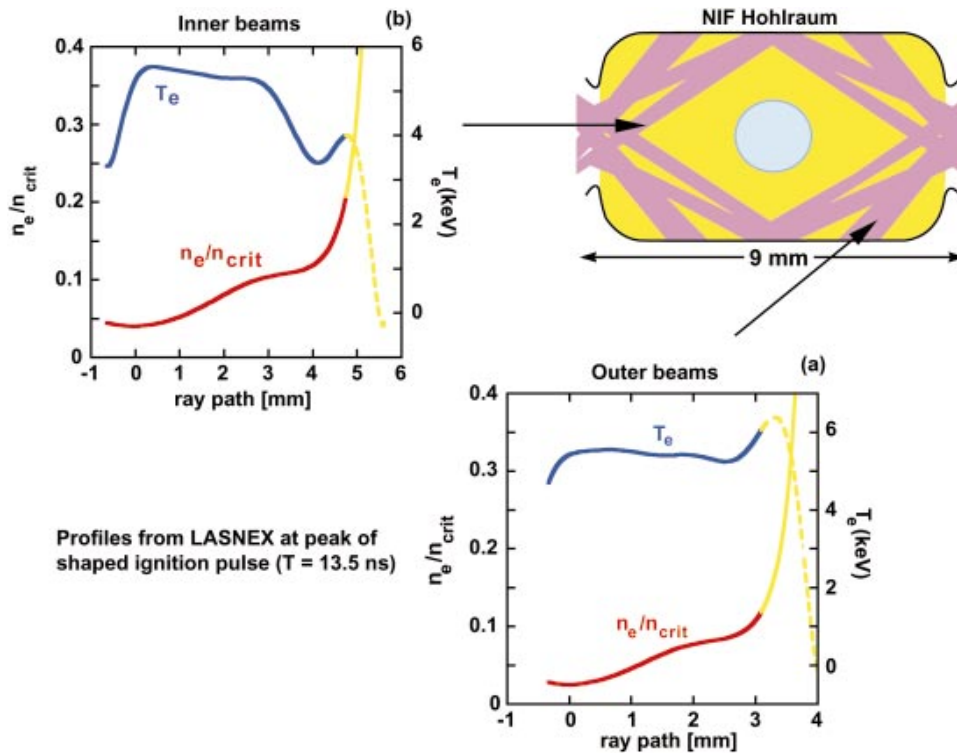 Inner beams
(b)
0.4
0.3
0.2
0.1
0
n_e/n_crit
6
4
2
0
T_e (keV)
T_e
n_e/n_crit
-1 0 1 2 3 4 5 6
ray path [mm]
NIF Hohlraum
9 mm
(a)
Outer beams
0.4
0.3
0.2
0.1
0
n_e/n_crit
6
4
2
0
T_e (keV)
T_e
n_e/n_crit
-1 0 1 2 3 4
ray path [mm]
Profiles from LASNEX at peak of
shaped ignition pulse (T = 13.5 ns)